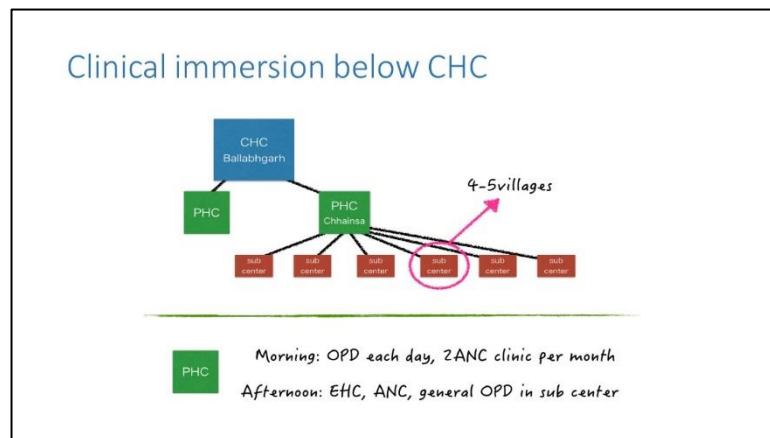 Clinical immersion below CHC
CHC
Ballabhgarh
4-5villages
PHC
PHC
Chhainsa
sub
center
sub
center
sub
center
sub
center
sub
center
sub
center
PHC
Morning: OPD each day, 2ANC clinic per month
Afternoon: EHC, ANC, general OPD in sub center